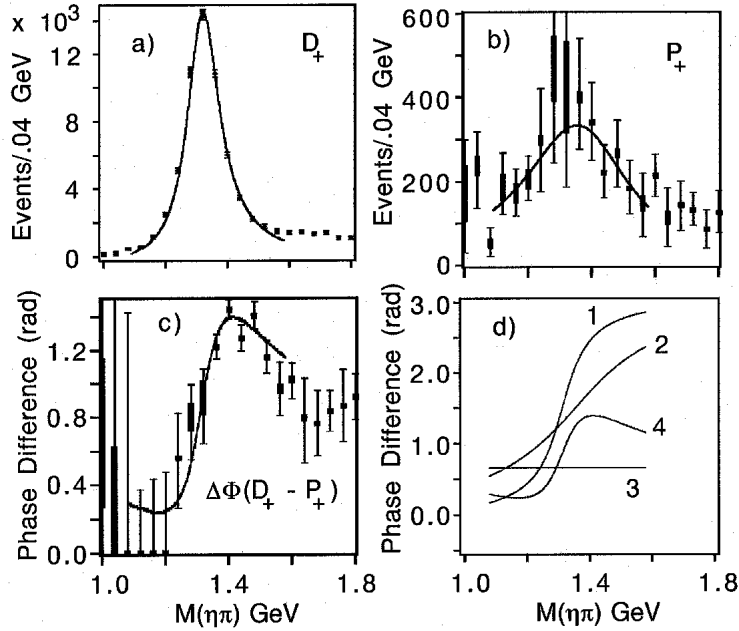 x 10³
a) D₊
12
8
4
0
Events/.04 GeV
b) P₊
600
400
200
0
Events/.04 GeV
c)
1.2
0.8
0.4
0.0
ΔΦ(D₊ - P₊)
Phase Difference (rad)
1.0 1.4 1.8
M(ηπ) GeV
d)
3.0
2.0
1.0
0.0
1
2
4
3
Phase Difference (rad)
1.0 1.4 1.8
M(ηπ) GeV